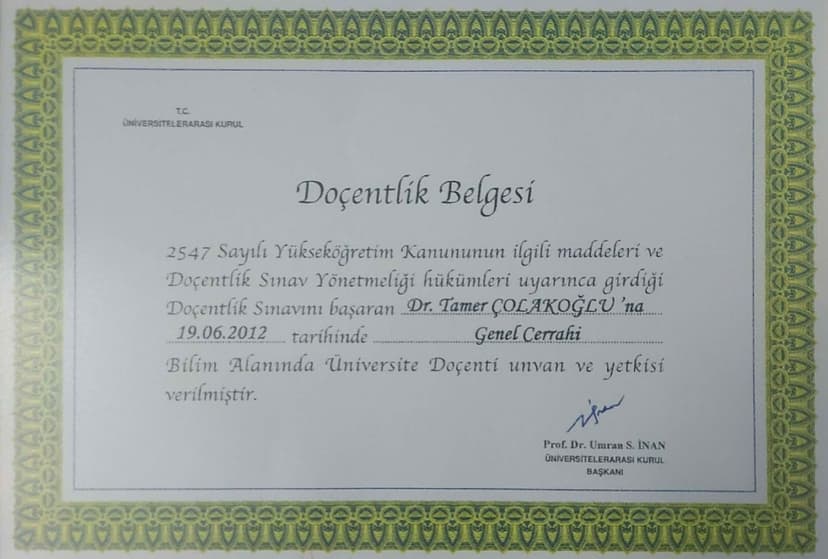 T.C.
ÜNİVERSİTELERARASI KURUL
Doçentlik Belgesi
2547 Sayılı Yükseköğretim Kanununun ilgili maddeleri ve
Doçentlik Sınav Yönetmeliği hükümleri uyarınca girdiği
Doçentlik Sınavını başaran Dr. Tamer ÇOLAKOĞLU 'na
19.06.2012 tarihinde Genel Cerrahi
Bilim Alanında Üniversite Doçenti unvan ve yetkisi
verilmiştir.
Prof. Dr. Umran S. İNAN
ÜNİVERSİTELERARASI KURUL
BAŞKANI